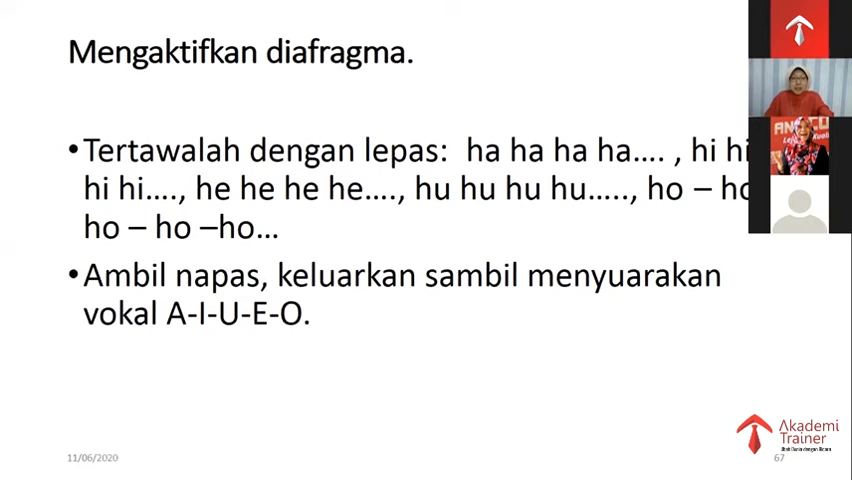 Mengaktifkan diafragma.
•Tertawalah dengan lepas: ha ha ha ha…. , hi hi
hi hi…., he he he he…., hu hu hu hu….., ho – ho
ho – ho –ho…
•Ambil napas, keluarkan sambil menyuarakan
vokal A-I-U-E-O.
Akademi
Trainer
11/06/2020
67